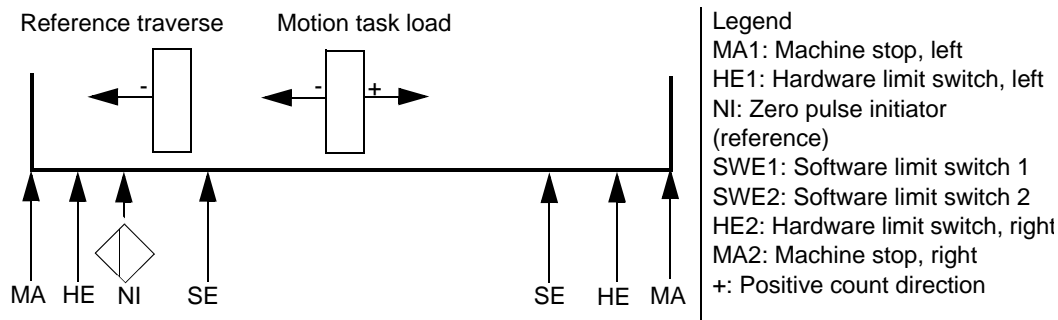 Reference traverse
Motion task load
-
-
+
MA HE NI SE SE HE MA
Legend
MA1: Machine stop, left
HE1: Hardware limit switch, left
NI: Zero pulse initiator
(reference)
SWE1: Software limit switch 1
SWE2: Software limit switch 2
HE2: Hardware limit switch, right
MA2: Machine stop, right
+: Positive count direction